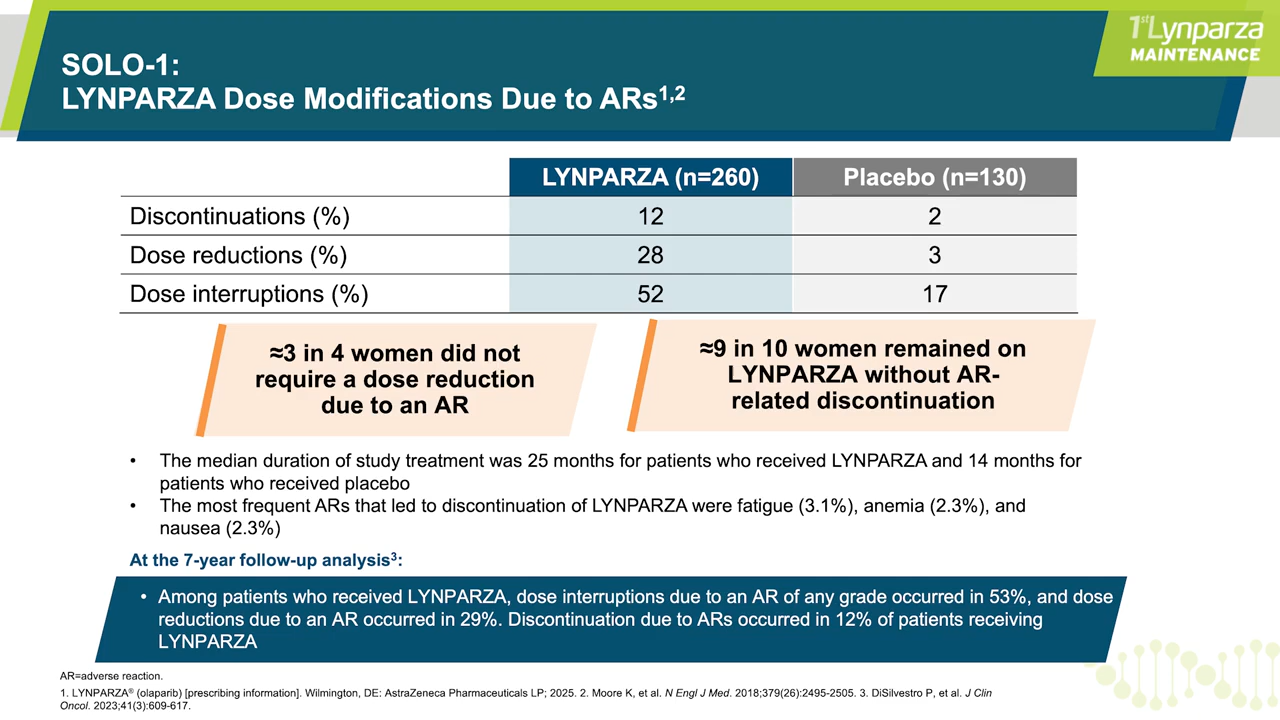 SOLO-1:
LYNPARZA Dose Modifications Due to ARs1,2
1st Lynparza
MAINTENANCE
LYNPARZA (n=260) Placebo (n=130)
Discontinuations (%) 12 2
Dose reductions (%) 28 3
Dose interruptions (%) 52 17
≈3 in 4 women did not
require a dose reduction
due to an AR
≈9 in 10 women remained on
LYNPARZA without AR-
related discontinuation
• The median duration of study treatment was 25 months for patients who received LYNPARZA and 14 months for
patients who received placebo
• The most frequent ARs that led to discontinuation of LYNPARZA were fatigue (3.1%), anemia (2.3%), and
nausea (2.3%)
At the 7-year follow-up analysis3:
• Among patients who received LYNPARZA, dose interruptions due to an AR of any grade occurred in 53%, and dose
reductions due to an AR occurred in 29%. Discontinuation due to ARs occurred in 12% of patients receiving
LYNPARZA
AR=adverse reaction.
1. LYNPARZA® (olaparib) [prescribing information]. Wilmington, DE: AstraZeneca Pharmaceuticals LP; 2025. 2. Moore K, et al. N Engl J Med. 2018;379(26):2495-2505. 3. DiSilvestro P, et al. J Clin
Oncol. 2023;41(3):609-617.